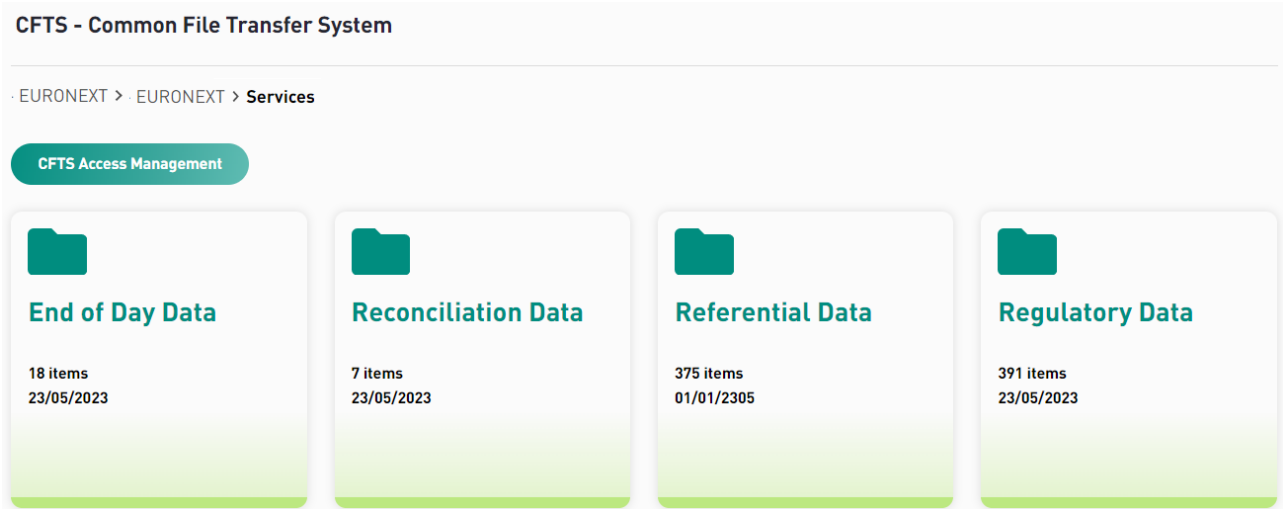 CFTS - Common File Transfer System
· EURONEXT > · EURONEXT > Services
CFTS Access Management
End of Day Data
18 items
23/05/2023
Reconciliation Data
7 items
23/05/2023
Referential Data
375 items
01/01/2305
Regulatory Data
391 items
23/05/2023